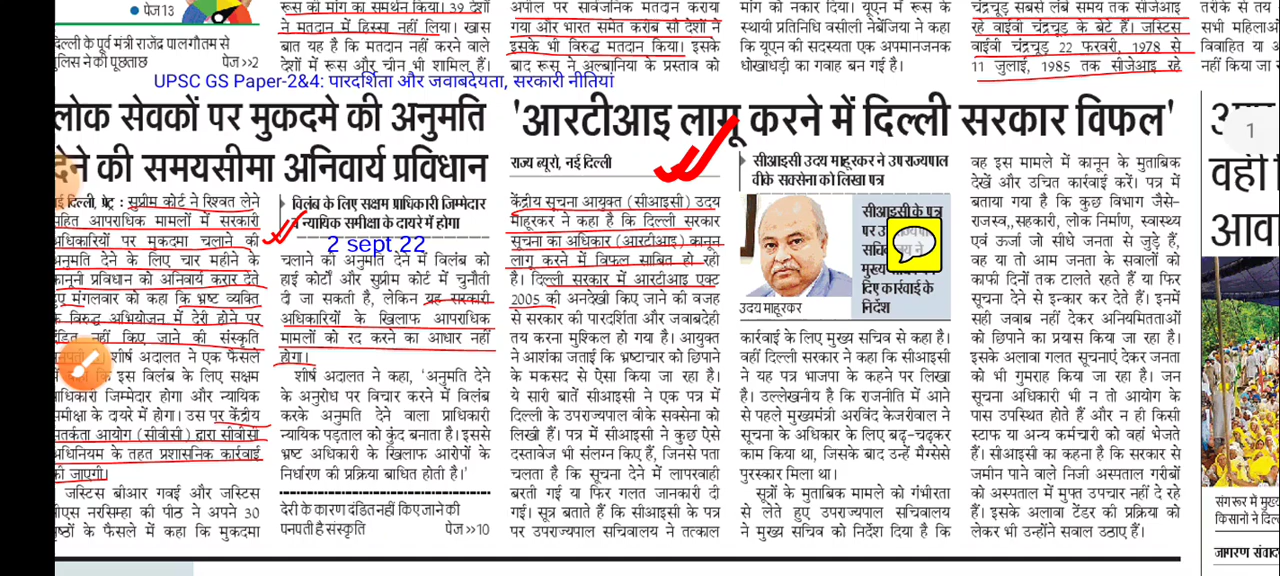 पेज 13
दिल्ली के पूर्व मंत्री राजेंद्र पाल गौतम से
पुलिस ने की पूछताछ पेज>>2
रूस की मांग का समर्थन किया। 39 देशों
ने मतदान में हिस्सा नहीं लिया। खास
बात यह है कि मतदान नहीं करने वाले
देशों में रूस और चीन भी शामिल हैं।
अपील पर सार्वजनिक मतदान कराया
गया और भारत समेत करीब सौ देशों ने
इसके भी विरुद्ध मतदान किया। इसके
बाद रूस ने अल्बानिया के प्रस्ताव को
मांग को नकार दिया। यूएन में रूस के
स्थायी प्रतिनिधि वसीली नेबेंजिया ने कहा
कि यूएन की सदस्यता एक अपमानजनक
धोखाधड़ी का गवाह बन गई है।
चंद्रचूड़ सबसे लंबे समय तक सीजेआइ
रहे वाईवी चंद्रचूड़ के बेटे हैं। जस्टिस
वाईवी चंद्रचूड़ 22 फरवरी, 1978 से
11 जुलाई, 1985 तक सीजेआइ रहे
तरीके से तय
सभी महिलाअ
विवाहित या अ
नहीं किया जा
UPSC GS Paper-2&4: पारदर्शिता और जवाबदेयता, सरकारी नीतियां
लोक सेवकों पर मुकदमे की अनुमति
देने की समयसीमा अनिवार्य प्रावधान
दिल्ली, प्रेट्र : सुप्रीम कोर्ट ने रिश्वत लेने
सहित आपराधिक मामलों में सरकारी
अधिकारियों पर मुकदमा चलाने की
अनुमति देने के लिए चार महीने के
कानूनी प्रावधान को अनिवार्य करार देते
हुए मंगलवार को कहा कि भ्रष्ट व्यक्ति
के विरुद्ध अभियोजन में देरी होने पर
दंडित नहीं किए जाने की संस्कृति
पनपती है। शीर्ष अदालत ने एक फैसले
में कहा कि इस विलंब के लिए सक्षम
प्राधिकारी जिम्मेदार होगा और न्यायिक
समीक्षा के दायरे में होगा। उस पर केंद्रीय
सतर्कता आयोग (सीवीसी) द्वारा सीवीसी
अधिनियम के तहत प्रशासनिक कार्रवाई
की जाएगी।
जस्टिस बीआर गवई और जस्टिस
पीएस नरसिम्हा की पीठ ने अपने 30
पृष्ठों के फैसले में कहा कि मुकदमा
विलंब के लिए सक्षम प्राधिकारी जिम्मेदार
व न्यायिक समीक्षा के दायरे में होगा
2 sept 22
चलाने की अनुमति देने में विलंब को
हाई कोर्टों और सुप्रीम कोर्ट में चुनौती
दी जा सकती है, लेकिन यह सरकारी
अधिकारियों के खिलाफ आपराधिक
मामलों को रद करने का आधार नहीं
होगा।
शीर्ष अदालत ने कहा, 'अनुमति देने
के अनुरोध पर विचार करने में विलंब
करके अनुमति देने वाला प्राधिकारी
न्यायिक पड़ताल को कुंद बनाता है। इससे
भ्रष्ट अधिकारी के खिलाफ आरोपों के
निर्धारण की प्रक्रिया बाधित होती है।'
देरी के कारण दंडित नहीं किए जाने की
पनपती है संस्कृति पेज>>10
'आरटीआइ लागू करने में दिल्ली सरकार विफल'
राज्य ब्यूरो, नई दिल्ली
केंद्रीय सूचना आयुक्त (सीआइसी) उदय
माहूरकर ने कहा है कि दिल्ली सरकार
सूचना का अधिकार (आरटीआइ) कानून
लागू करने में विफल साबित हो रही
है। दिल्ली सरकार में आरटीआइ एक्ट
2005 की अनदेखी किए जाने की वजह
से सरकार की पारदर्शिता और जवाबदेही
तय करना मुश्किल हो गया है। आयुक्त
ने आशंका जताई कि भ्रष्टाचार को छिपाने
के मकसद से ऐसा किया जा रहा है।
ये सारी बातें सीआइसी ने एक पत्र में
दिल्ली के उपराज्यपाल वीके सक्सेना को
लिखी हैं। पत्र में सीआइसी ने कुछ ऐसे
दस्तावेज भी संलग्न किए हैं, जिनसे पता
चलता है कि सूचना देने में लापरवाही
बरती गई या फिर गलत जानकारी दी
गई। सूत्र बताते हैं कि सीआइसी के पत्र
पर उपराज्यपाल सचिवालय ने तत्काल
सीआइसी उदय माहूरकर ने उपराज्यपाल
वीके सक्सेना को लिखा पत्र
सीआइसी के पत्र
पर
मुख्य
दिए कार्रवाई के
निर्देश
उदय माहूरकर
कार्रवाई के लिए मुख्य सचिव से कहा है।
वहीं दिल्ली सरकार ने कहा कि सीआइसी
ने यह पत्र भाजपा के कहने पर लिखा
है। उल्लेखनीय है कि राजनीति में आने
से पहले मुख्यमंत्री अरविंद केजरीवाल ने
सूचना के अधिकार के लिए बढ़-चढ़कर
काम किया था, जिसके बाद उन्हें मैग्सेसे
पुरस्कार मिला था।
सूत्रों के मुताबिक मामले को गंभीरता
से लेते हुए उपराज्यपाल सचिवालय
ने मुख्य सचिव को निर्देश दिया है कि
वह इस मामले में कानून के मुताबिक
देखें और उचित कार्रवाई करें। पत्र में
बताया गया है कि कुछ विभाग जैसे-
राजस्व, सहकारी, लोक निर्माण, स्वास्थ्य
एवं ऊर्जा जो सीधे जनता से जुड़े हैं,
वह या तो आम जनता के सवालों को
काफी दिनों तक टालते रहते हैं या फिर
सूचना देने से इन्कार कर देते हैं। इनमें
सही जवाब नहीं देकर अनियमितताओं
को छिपाने का प्रयास किया जा रहा है।
इसके अलावा गलत सूचनाएं देकर जनता
को भी गुमराह किया जा रहा है। जन
सूचना अधिकारी भी न तो आयोग के
पास उपस्थित होते हैं और न ही किसी
स्टाफ या अन्य कर्मचारी को वहां भेजते
हैं। सीआइसी का कहना है कि सरकार से
जमीन पाने वाले निजी अस्पताल गरीबों
को अस्पताल में मुफ्त उपचार नहीं दे रहे
हैं। इसके अलावा टेंडर की प्रक्रिया को
लेकर भी उन्होंने सवाल उठाए हैं।
1
वही
आव
संगरूर में मुख्य
किसानों ने दिल
जागरण संवाद